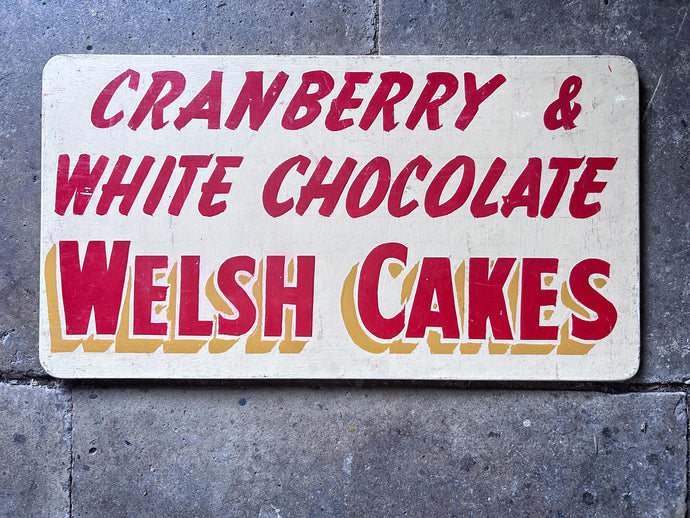 CRANBERRY &
WHITE CHOCOLATE
WELSH CAKES